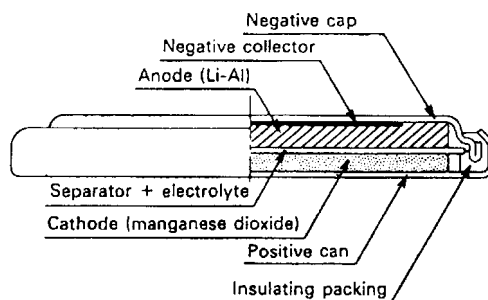 Negative cap
Negative collector
Anode (Li-Al)
Separator + electrolyte
Cathode (manganese dioxide)
Positive can
Insulating packing